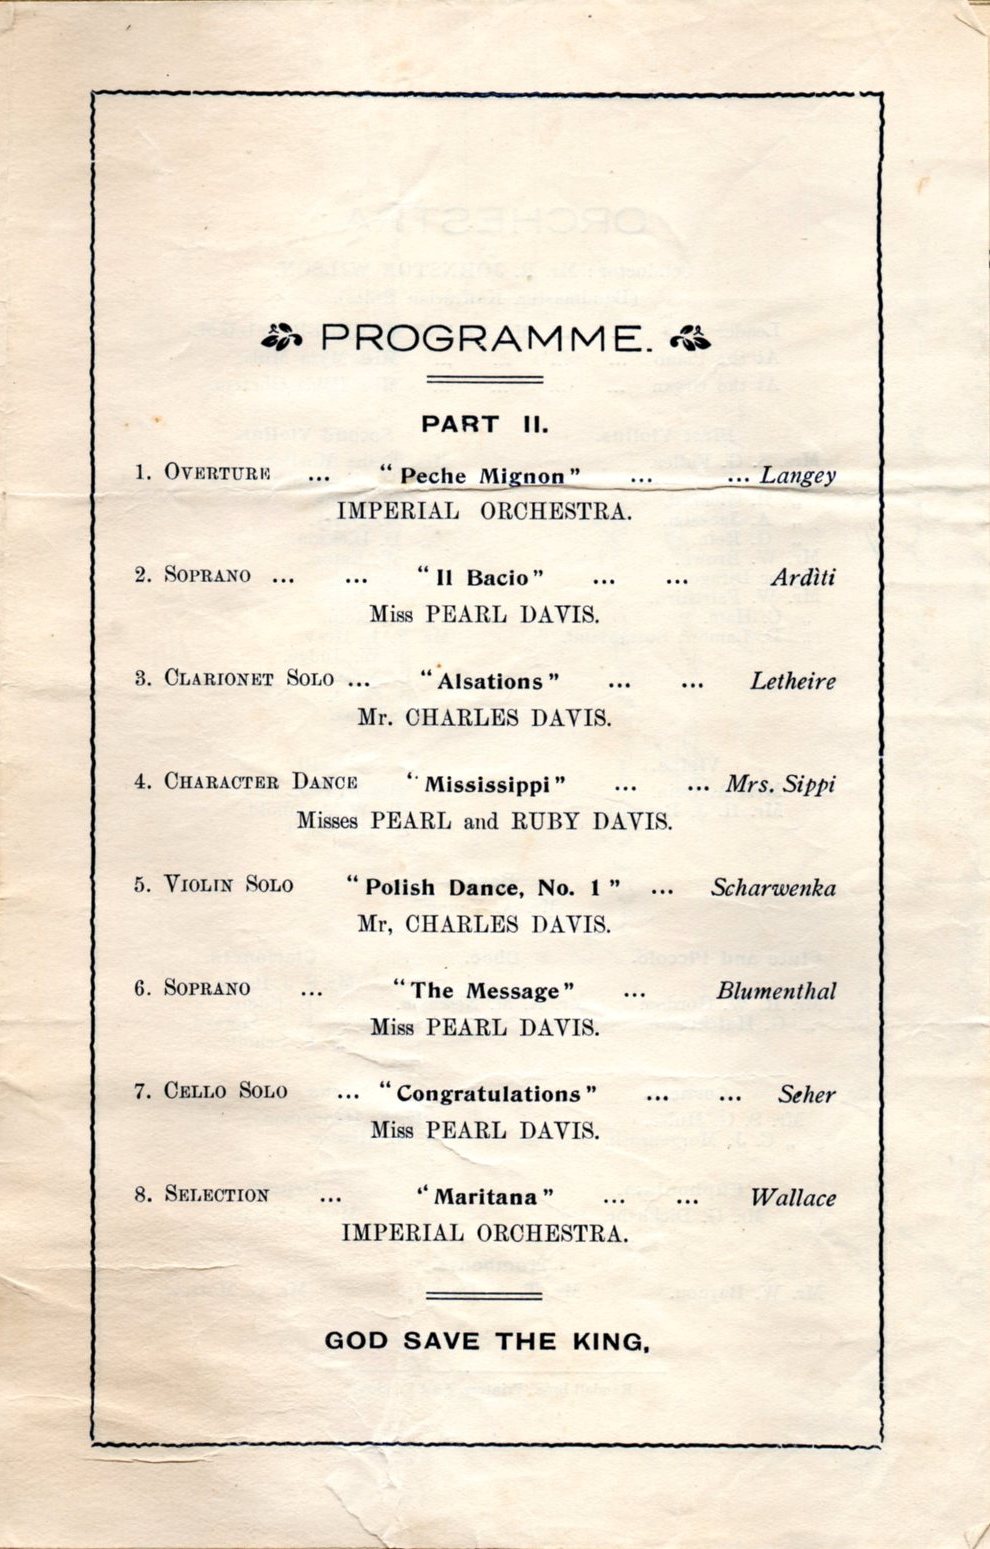 PROGRAMME.
PART II.
1. OVERTURE ... "Peche Mignon" ... ... Langey
IMPERIAL ORCHESTRA.
2. SOPRANO ... ... "Il Bacio" ... ... Ardìti
Miss PEARL DAVIS.
3. CLARIONET SOLO ... "Alsations" ... ... Letheire
Mr. CHARLES DAVIS.
4. CHARACTER DANCE "Mississippi" ... ... Mrs. Sippi
Misses PEARL and RUBY DAVIS.
5. VIOLIN SOLO "Polish Dance, No. 1" ... Scharwenka
Mr, CHARLES DAVIS.
6. SOPRANO ... "The Message" ... Blumenthal
Miss PEARL DAVIS.
7. CELLO SOLO ... "Congratulations" ... ... Seher
Miss PEARL DAVIS.
8. SELECTION ... "Maritana" ... ... Wallace
IMPERIAL ORCHESTRA.
GOD SAVE THE KING,